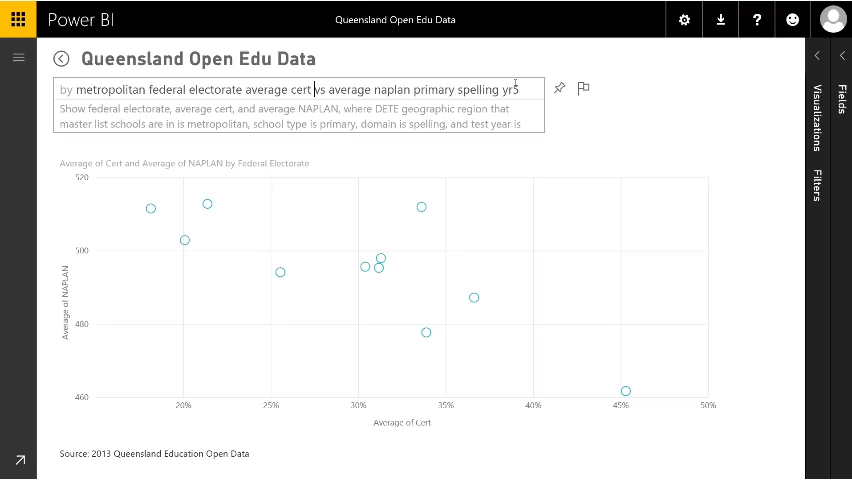 Power BI
Queensland Open Edu Data
Queensland Open Edu Data
by metropolitan federal electorate average cert vs average naplan primary spelling yr5
Show federal electorate, average cert, and average NAPLAN, where DETE geographic region that
master list schools are in is metropolitan, school type is primary, domain is spelling, and test year is
Visualizations
Filters
Fields
Average of Cert and Average of NAPLAN by Federal Electorate
520
500
480
460
Average of NAPLAN
20%
25%
30%
35%
40%
45%
50%
Average of Cert
Source: 2013 Queensland Education Open Data